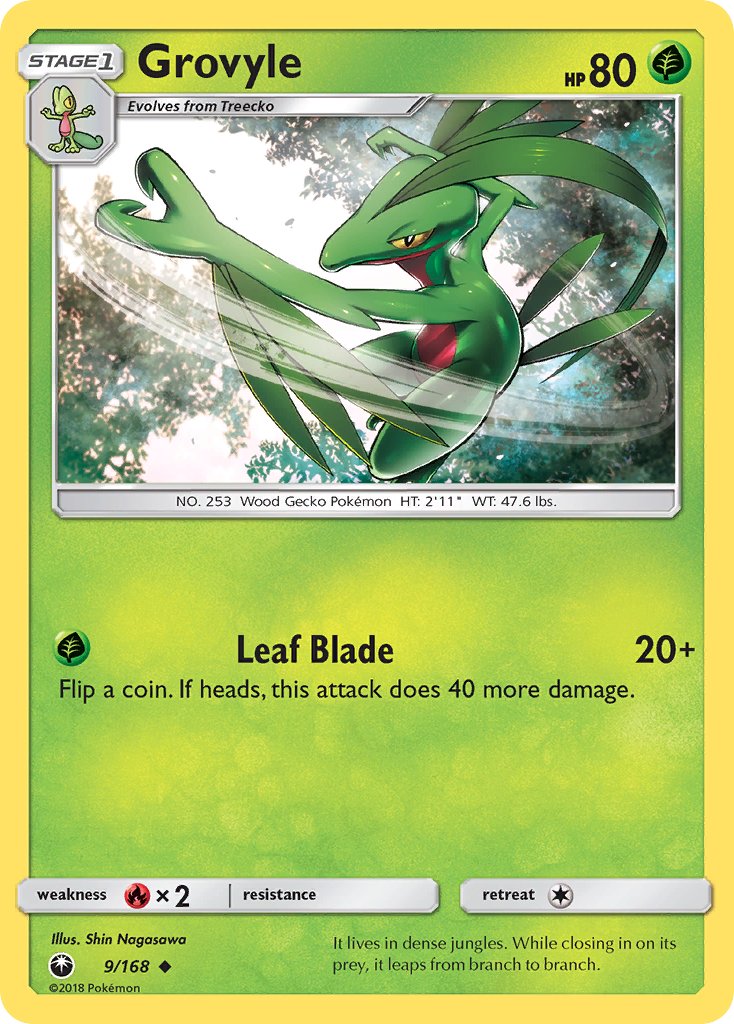 STAGE1
Grovyle
HP80
Evolves from Treecko
NO. 253 Wood Gecko Pokémon HT: 2'11" WT: 47.6 lbs.
Leaf Blade 20+
Flip a coin. If heads, this attack does 40 more damage.
weakness ×2 resistance retreat
Illus. Shin Nagasawa
9/168
©2018 Pokémon
It lives in dense jungles. While closing in on its
prey, it leaps from branch to branch.